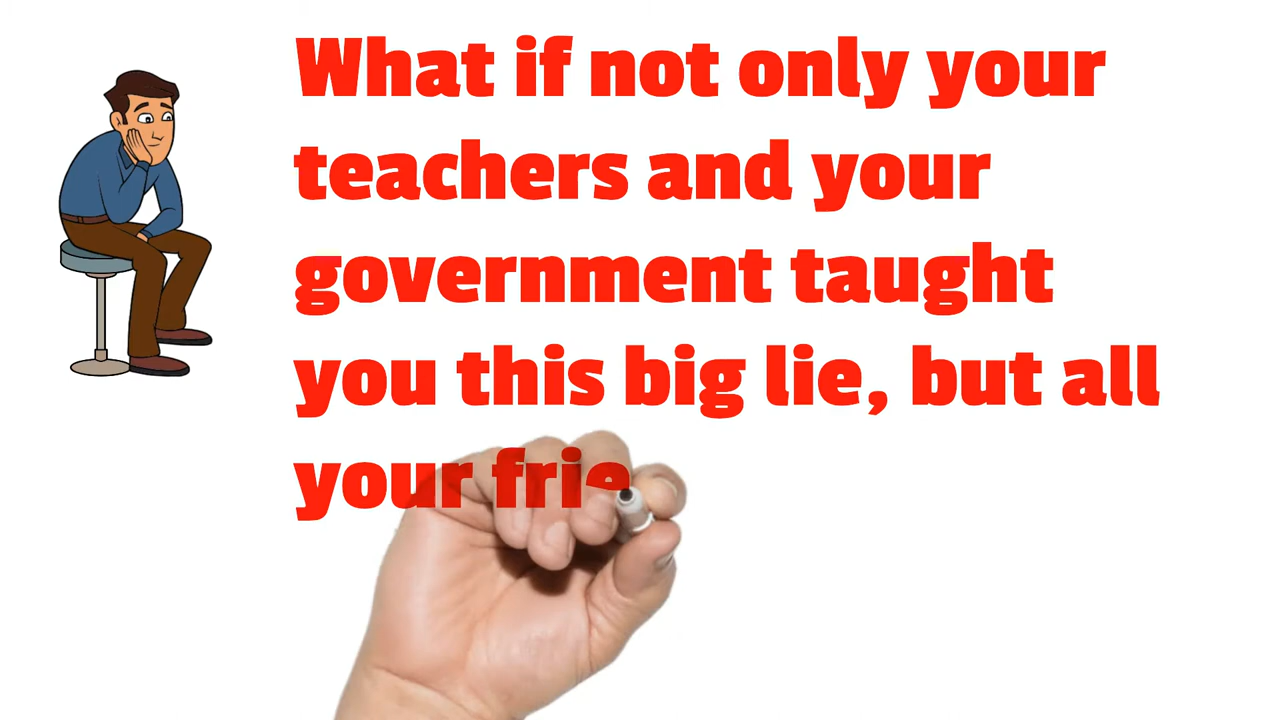 What if not only your
teachers and your
government taught
you this big lie, but all
your frie